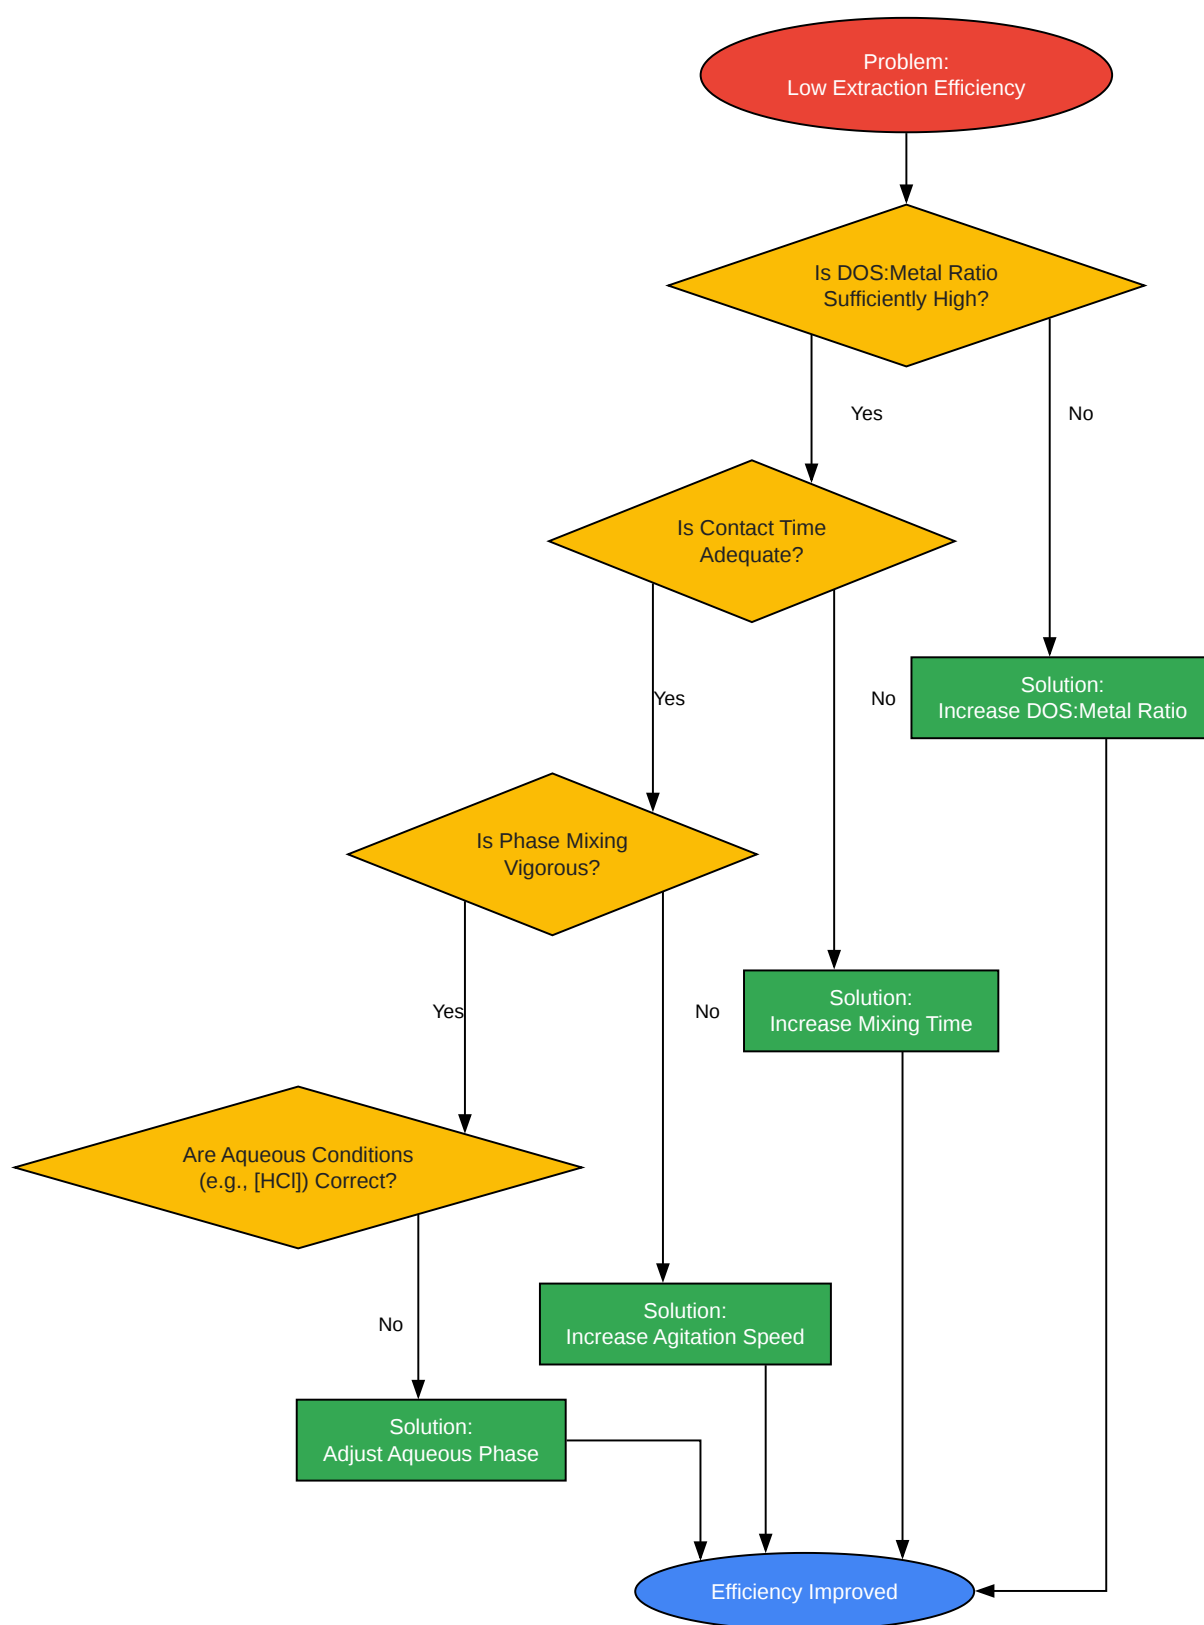 Problem:
Low Extraction Efficiency
Is DOS:Metal Ratio
Sufficiently High?
Yes
No
Is Contact Time
Adequate?
Yes
No
Solution:
Increase DOS:Metal Ratio
Is Phase Mixing
Vigorous?
Yes
No
Solution:
Increase Mixing Time
Are Aqueous Conditions
(e.g., [HCl]) Correct?
No
Solution:
Increase Agitation Speed
Solution:
Adjust Aqueous Phase
Efficiency Improved